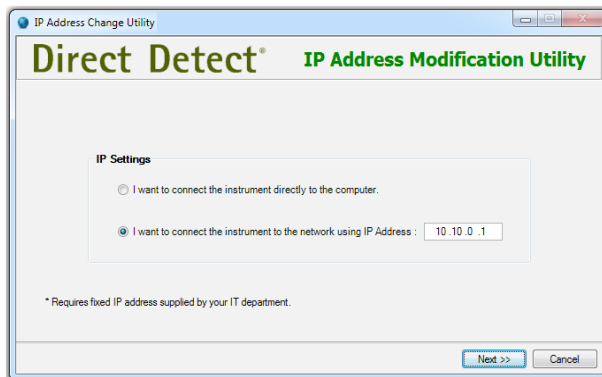 IP Address Change Utility
Direct Detect® IP Address Modification Utility
IP Settings
I want to connect the instrument directly to the computer.
I want to connect the instrument to the network using IP Address : 10 .10 .0 .1
* Requires fixed IP address supplied by your IT department.
Next >> Cancel